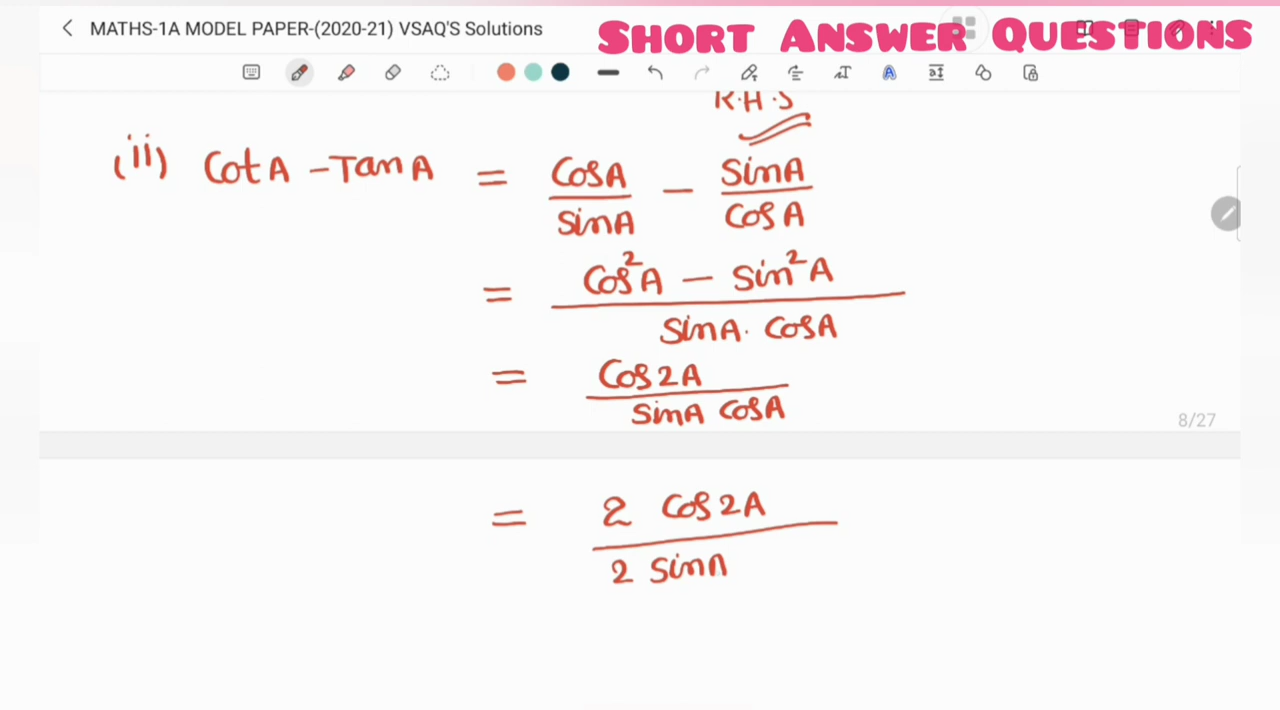 MATHS-1A MODEL PAPER-(2020-21) VSAQ'S Solutions
SHORT ANSWER QUESTIONS
R.H.S
(ii) CotA - TanA = CosA/SinA - SinA/CosA
= Cos²A - Sin²A / SinA. CosA
= Cos2A / SinA CosA
8/27
= 2 Cos2A / 2 SinA